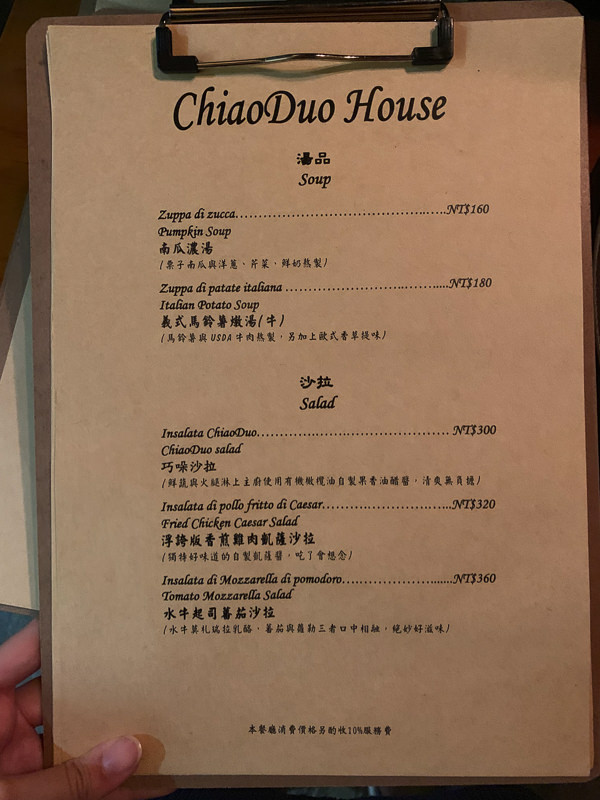 ChiaoDuo House
湯品
Soup
Zuppa di zucca……………………………………..…..NT$160
Pumpkin Soup
南瓜濃湯
(栗子南瓜與洋蔥、芹菜、鮮奶熬製)
Zuppa di patate italiana ……………………..…….....NT$180
Italian Potato Soup
義式馬鈴薯燉湯(牛)
(馬鈴薯與 USDA 牛肉熬製，另加上歐式香草提味)
沙拉
Salad
Insalata ChiaoDuo…………..…..………………………… NT$300
ChiaoDuo salad
巧哚沙拉
(鮮蔬與火腿淋上主廚使用有機橄欖油自製果香油醋醬，清爽無負擔)
Insalata di pollo fritto di Caesar………..……………..…..NT$320
Fried Chicken Caesar Salad
浮誇版香煎雞肉凱薩沙拉
(獨特好味道的自製凱薩醬，吃了會想念)
Insalata di Mozzarella di pomodoro….………….......NT$360
Tomato Mozzarella Salad
水牛起司蕃茄沙拉
(水牛莫札瑞拉乳酪，蕃茄與羅勒三者口中相融，絕妙好滋味)
本餐廳消費價格另酌收10%服務費